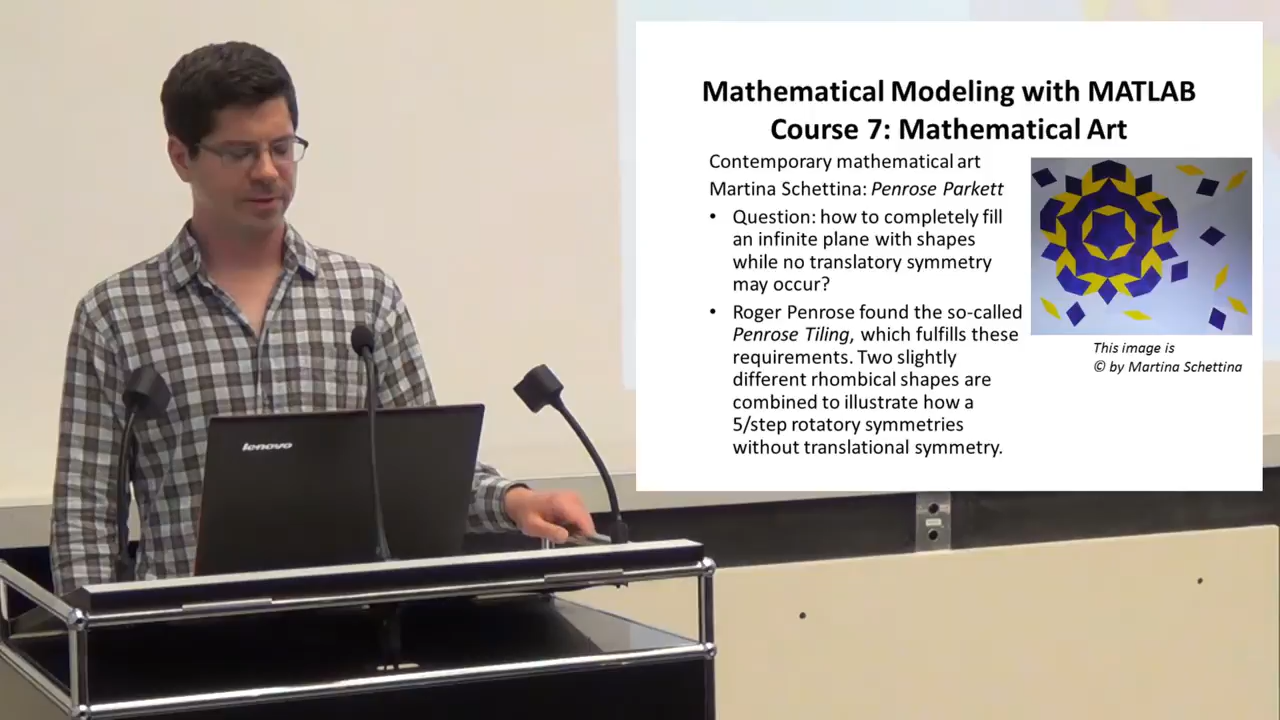 Mathematical Modeling with MATLAB
Course 7: Mathematical Art
Contemporary mathematical art
Martina Schettina: Penrose Parkett
• Question: how to completely fill
an infinite plane with shapes
while no translatory symmetry
may occur?
• Roger Penrose found the so-called
Penrose Tiling, which fulfills these
requirements. Two slightly
different rhombical shapes are
combined to illustrate how a
5/step rotatory symmetries
without translational symmetry.
This image is
© by Martina Schettina
lenovo